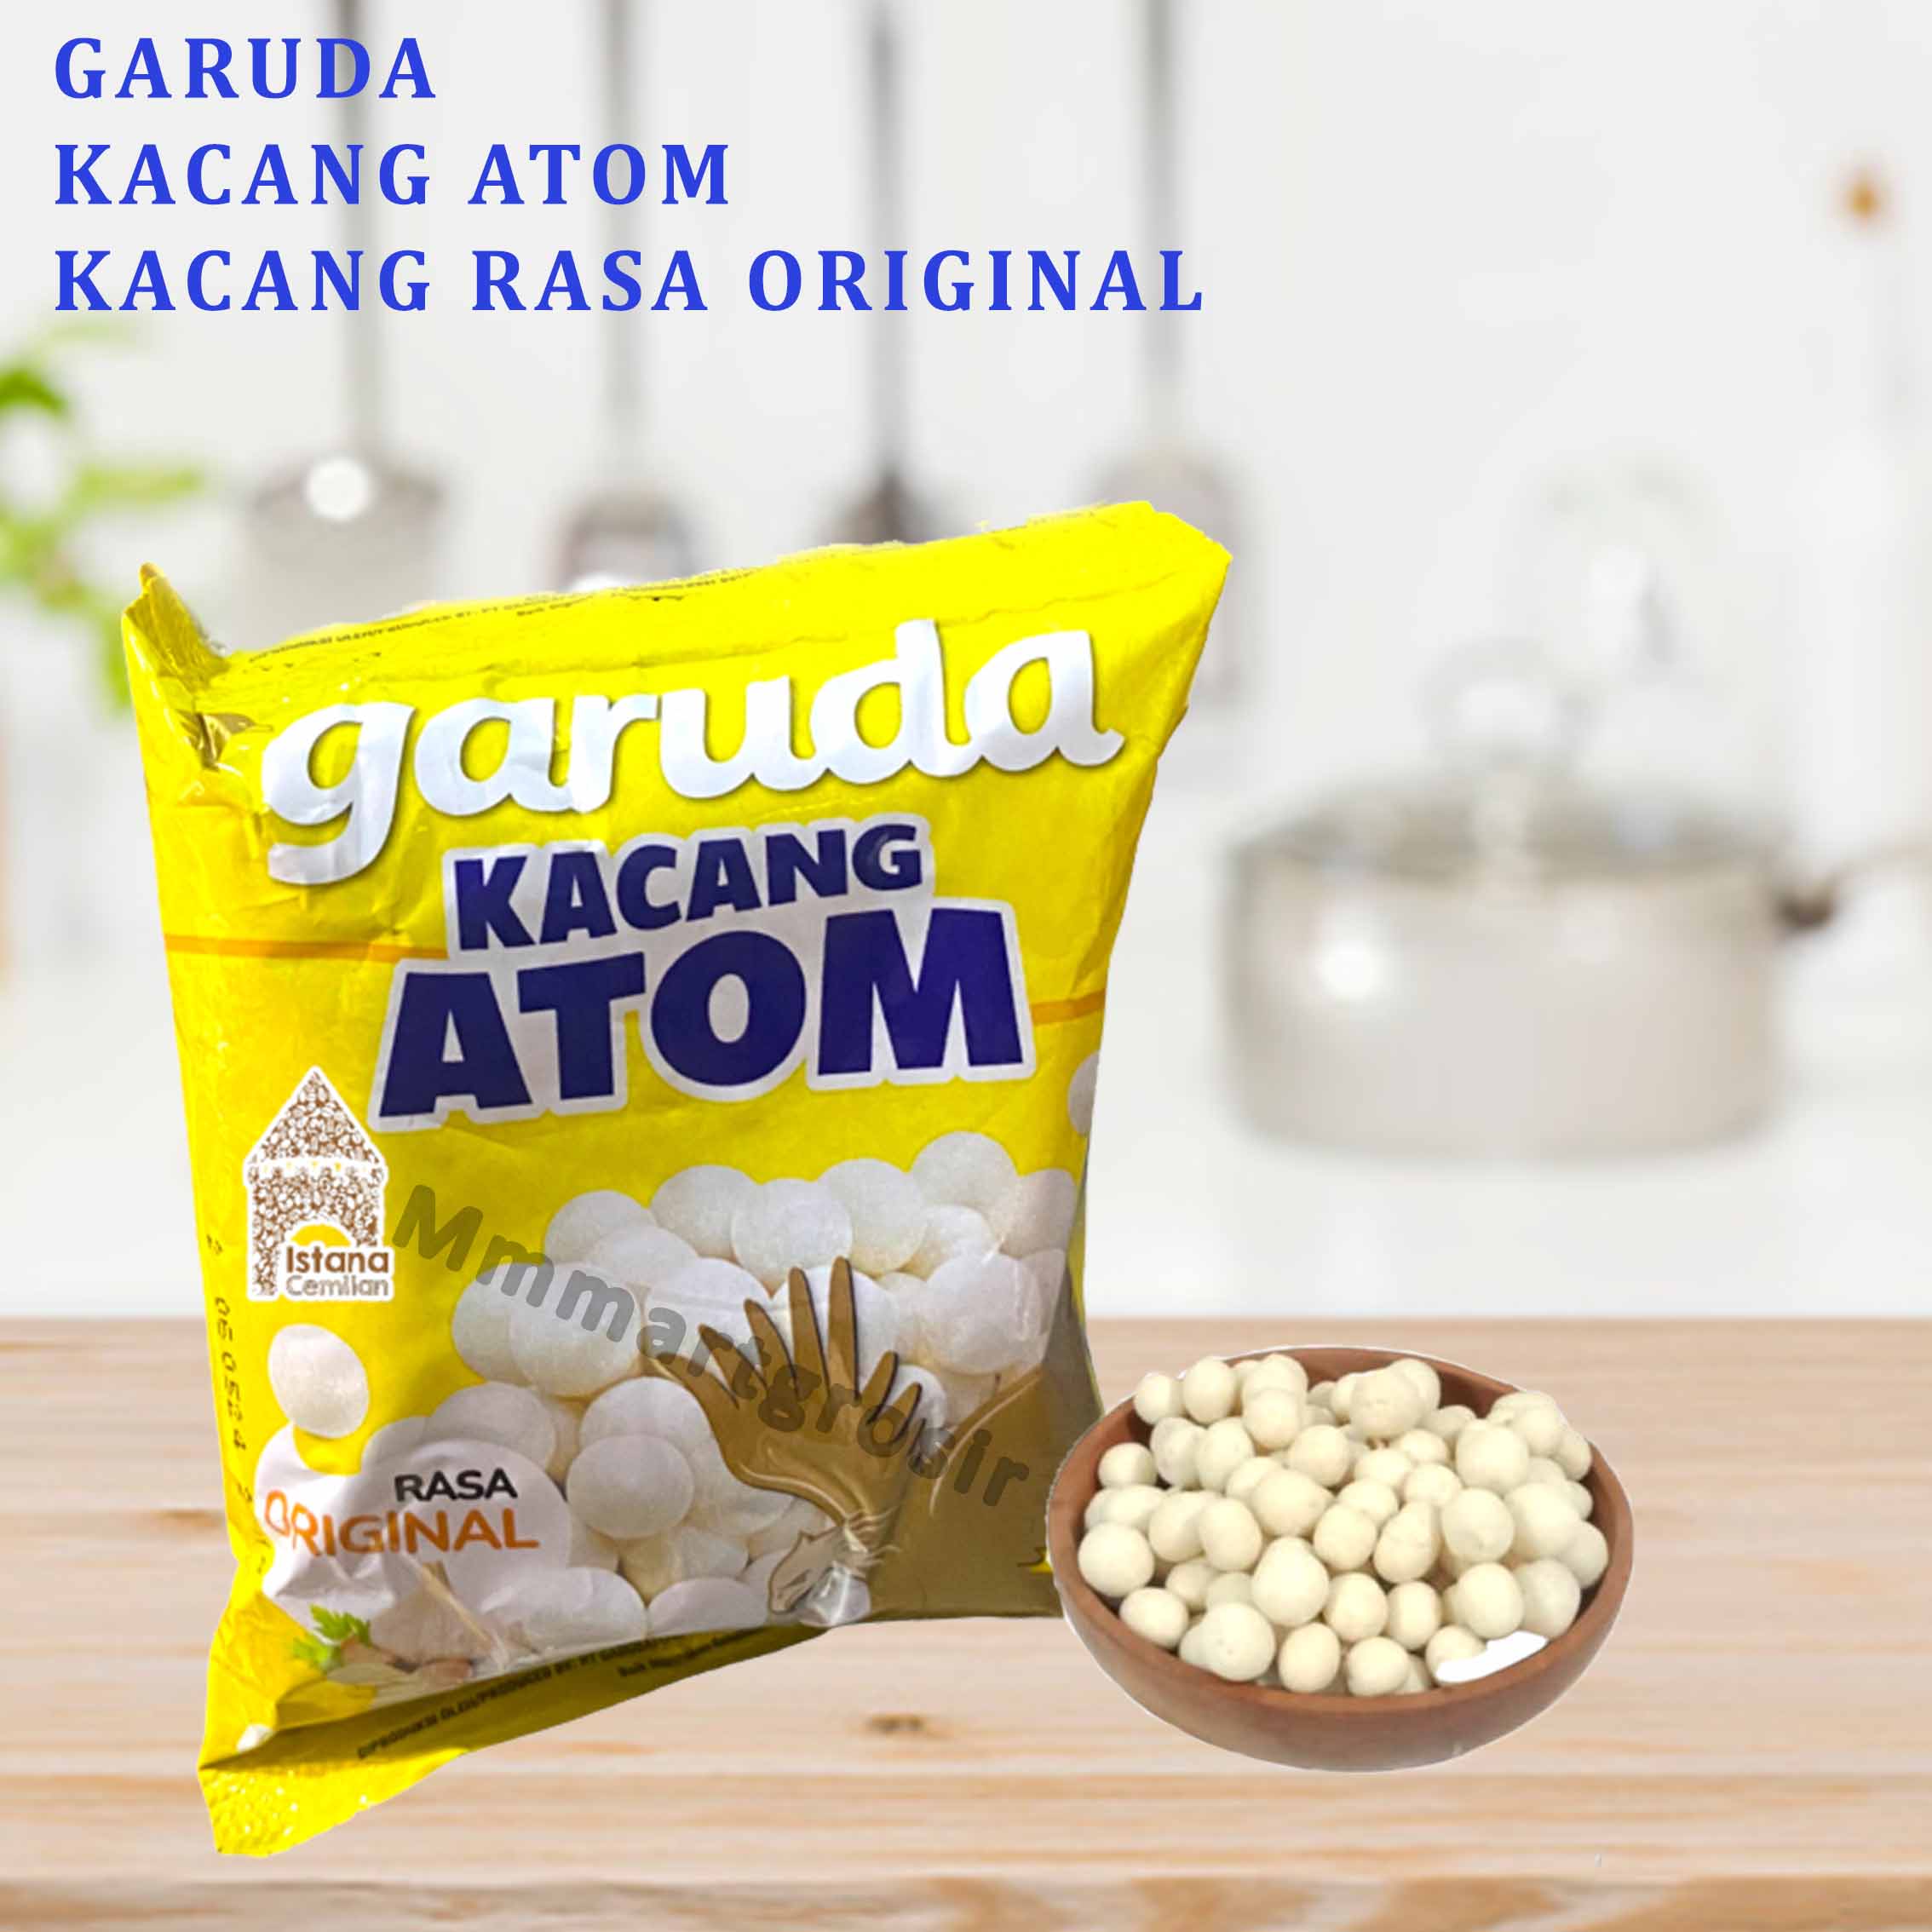 GARUDA
KACANG ATOM
KACANG RASA ORIGINAL
garuda
KACANG
ATOM
Istana
Cemilan
Mmmartgrosir
RASA
ORIGINAL